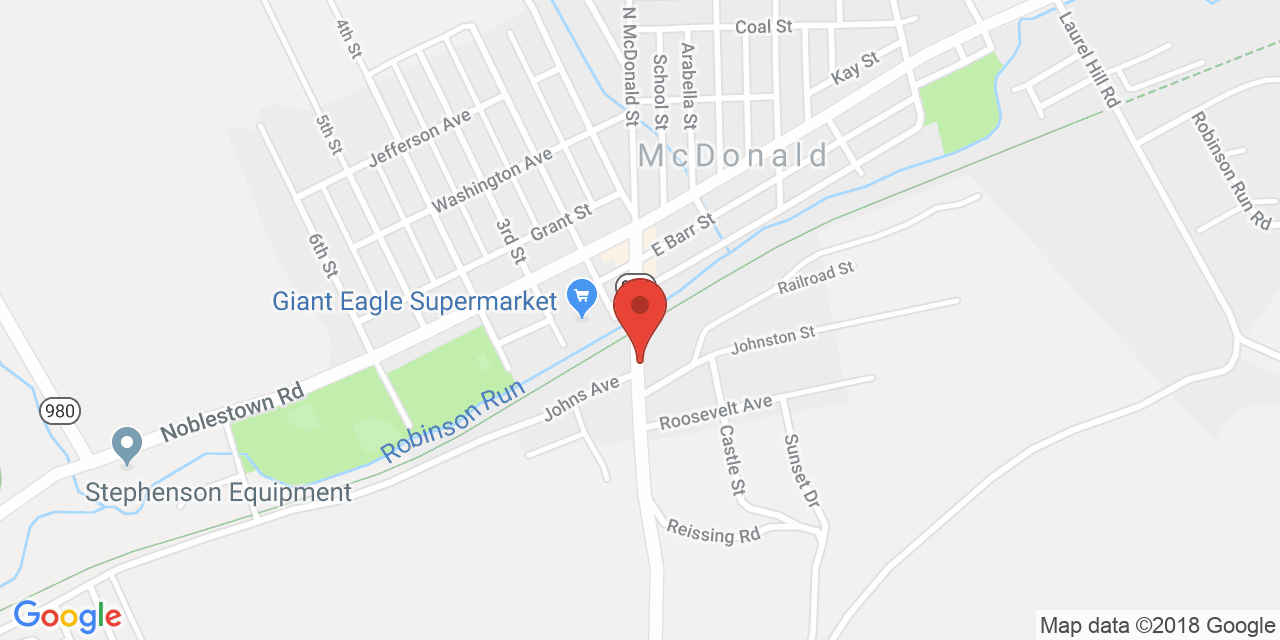 4th St
N McDonald St
Coal St
Laurel Hill Rd
Kay St
School St
Arabella St
5th St
Jefferson Ave
McDonald
Robinson Run Rd
Washington Ave
Grant St
3rd St
6th St
E Barr St
Railroad St
Giant Eagle Supermarket
Johnston St
Johns Ave
Noblestown Rd
980
Robinson Run
Roosevelt Ave
Castle St
Sunset Dr
Stephenson Equipment
Reissing Rd
Google
Map data ©2018 Google